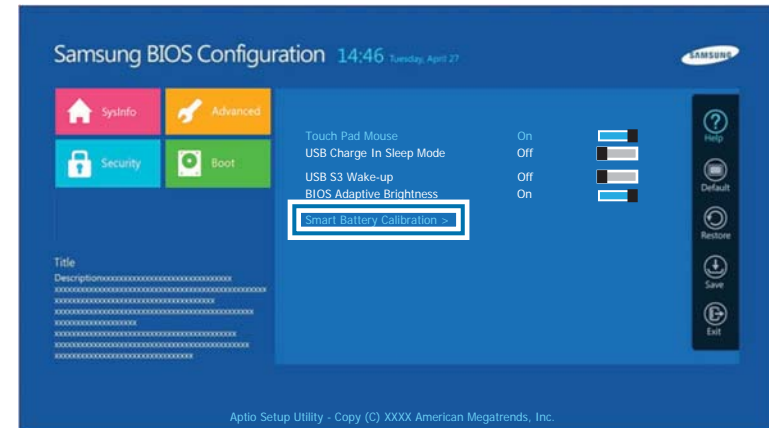 Samsung BIOS Configuration 14:46 Tuesday, April 27
SAMSUNG
SysInfo
Advanced
Security
Boot
Touch Pad Mouse On
USB Charge In Sleep Mode Off
USB S3 Wake-up Off
BIOS Adaptive Brightness On
Smart Battery Calibration >
Help
Default
Restore
Save
Exit
Title
Aptio Setup Utility - Copy (C) XXXX American Megatrends, Inc.